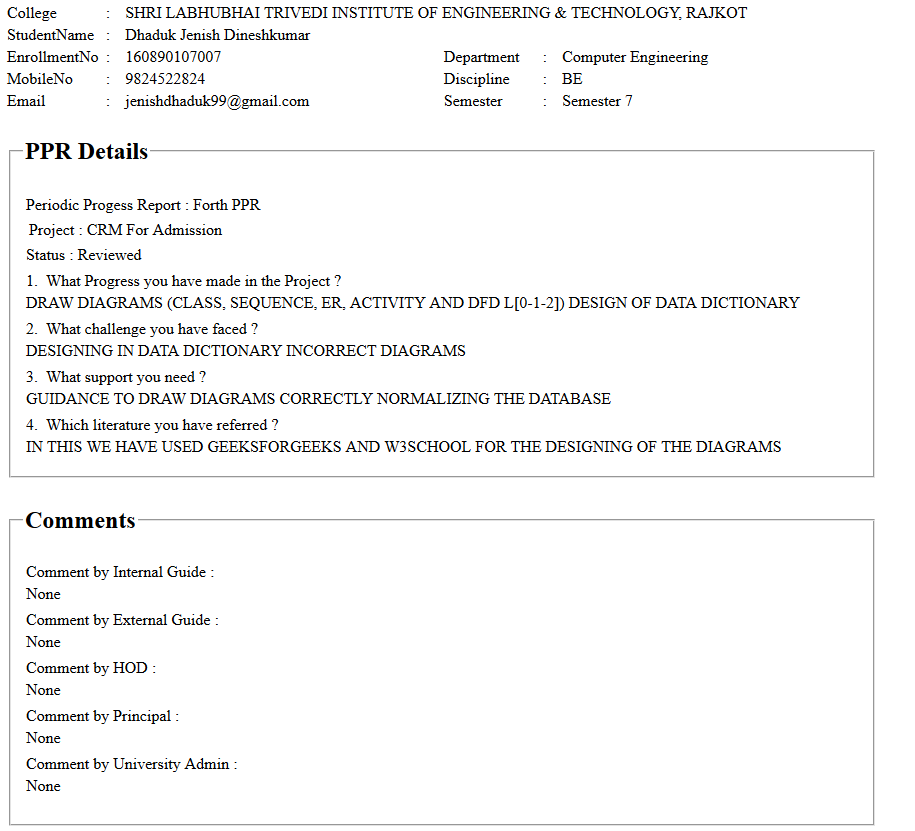 College : SHRI LABHUBHAI TRIVEDI INSTITUTE OF ENGINEERING & TECHNOLOGY, RAJKOT
StudentName : Dhaduk Jenish Dineshkumar
EnrollmentNo : 160890107007 Department : Computer Engineering
MobileNo : 9824522824 Discipline : BE
Email : jenishdhaduk99@gmail.com Semester : Semester 7
PPR Details
Periodic Progess Report : Forth PPR
Project : CRM For Admission
Status : Reviewed
1. What Progress you have made in the Project ?
DRAW DIAGRAMS (CLASS, SEQUENCE, ER, ACTIVITY AND DFD L[0-1-2]) DESIGN OF DATA DICTIONARY
2. What challenge you have faced ?
DESIGNING IN DATA DICTIONARY INCORRECT DIAGRAMS
3. What support you need ?
GUIDANCE TO DRAW DIAGRAMS CORRECTLY NORMALIZING THE DATABASE
4. Which literature you have referred ?
IN THIS WE HAVE USED GEEKSFORGEEKS AND W3SCHOOL FOR THE DESIGNING OF THE DIAGRAMS
Comments
Comment by Internal Guide :
None
Comment by External Guide :
None
Comment by HOD :
None
Comment by Principal :
None
Comment by University Admin :
None